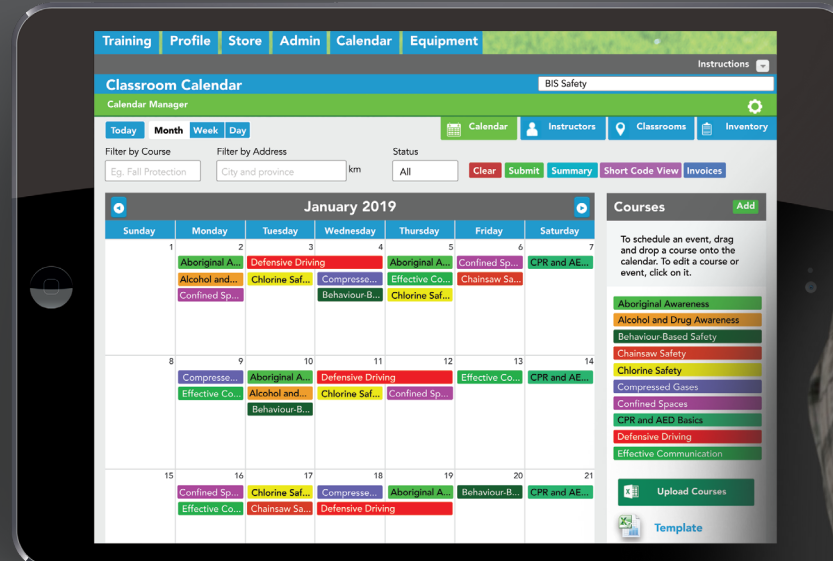 Training Profile Store Admin Calendar Equipment
Instructions
Classroom Calendar BIS Safety
Calendar Manager
Today Month Week Day Calendar Instructors Classrooms Inventory
Filter by Course Filter by Address Status
Eg. Fall Protection City and province km All Clear Submit Summary Short Code View Invoices
January 2019 Courses Add
Sunday Monday Tuesday Wednesday Thursday Friday Saturday
To schedule an event, drag
and drop a course onto the
calendar. To edit a course or
event, click on it.
1 2 3 4 5 6 7
Aboriginal A... Defensive Driving Aboriginal A... Confined Sp... CPR and AE...
Alcohol and... Chlorine Saf... Compresse... Effective Co... Chainsaw Sa...
Confined Sp... Behaviour-B... Chlorine Saf...
8 9 10 11 12 13 14
Compresse... Aboriginal A... Defensive Driving Effective Co... CPR and AE...
Effective Co... Alcohol and... Chlorine Saf... Confined Sp...
Behaviour-B...
15 16 17 18 19 20 21
Confined Sp... Chlorine Saf... Compresse... Aboriginal A... Behaviour-B... CPR and AE...
Effective Co... Chainsaw Sa... Defensive Driving
Aboriginal Awareness
Alcohol and Drug Awareness
Behaviour-Based Safety
Chainsaw Safety
Chlorine Safety
Compressed Gases
Confined Spaces
CPR and AED Basics
Defensive Driving
Effective Communication
Upload Courses
Template